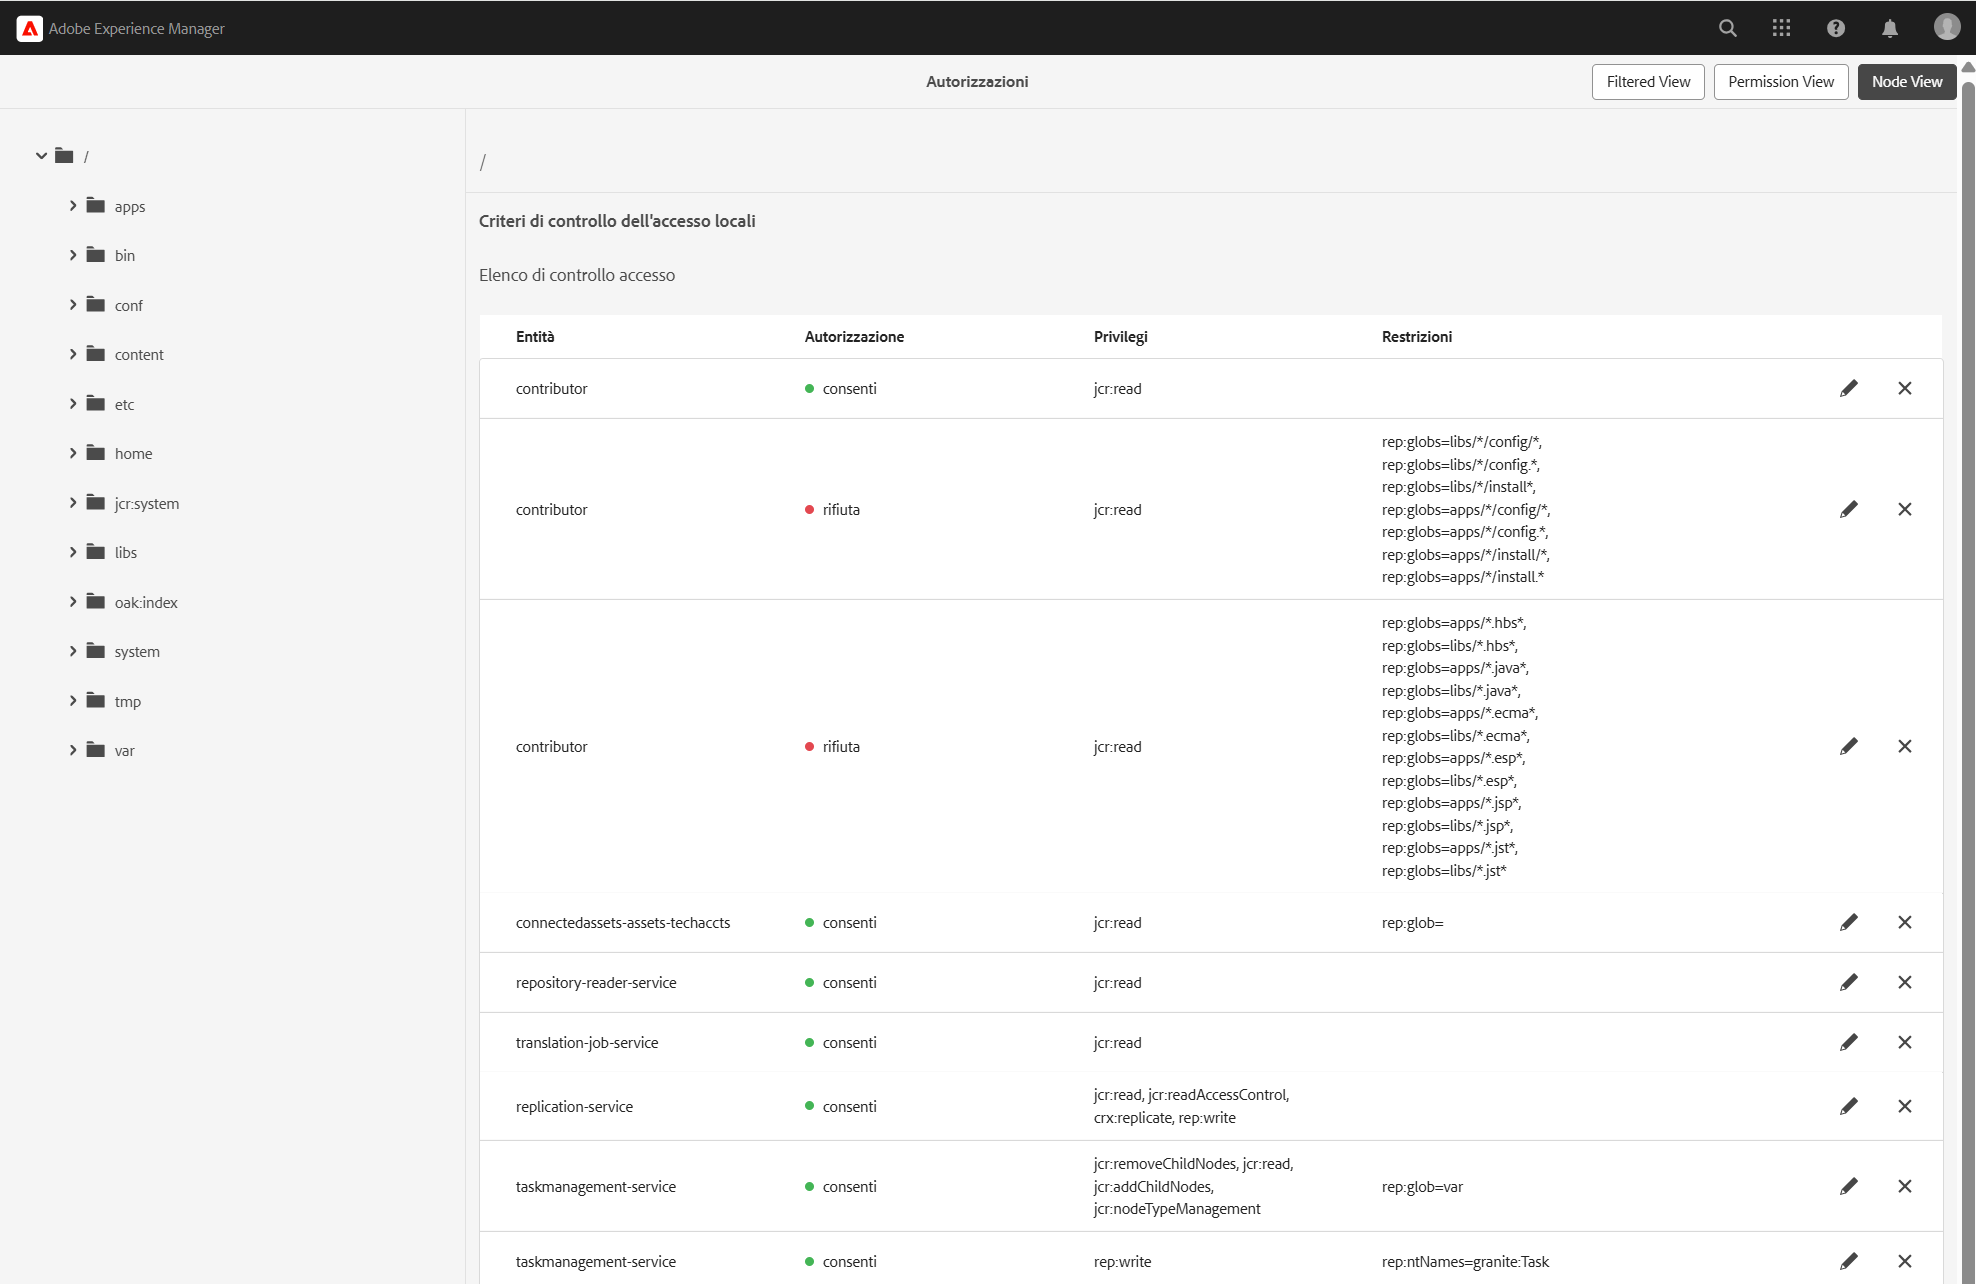 Adobe Experience Manager
Autorizzazioni
Filtered View
Permission View
Node View
/
apps
bin
conf
content
etc
home
jcr:system
libs
oak:index
system
tmp
var
/
Criteri di controllo dell'accesso locali
Elenco di controllo accesso
Entità Autorizzazione Privilegi Restrizioni
contributor consenti jcr:read
contributor rifiuta jcr:read
rep:globs=libs/*/config/*,
rep:globs=libs/*/config.*,
rep:globs=libs/*/install*,
rep:globs=apps/*/config/*,
rep:globs=apps/*/config.*,
rep:globs=apps/*/install/*,
rep:globs=apps/*/install.*
contributor rifiuta jcr:read
rep:globs=apps/*.hbs*,
rep:globs=libs/*.hbs*,
rep:globs=apps/*.java*,
rep:globs=libs/*.java*,
rep:globs=apps/*.ecma*,
rep:globs=libs/*.ecma*,
rep:globs=apps/*.esp*,
rep:globs=libs/*.esp*,
rep:globs=apps/*.jsp*,
rep:globs=libs/*.jsp*,
rep:globs=apps/*.jst*,
rep:globs=libs/*.jst*
connectedassets-assets-techaccts consenti jcr:read rep:glob=
repository-reader-service consenti jcr:read
translation-job-service consenti jcr:read
replication-service consenti
jcr:read, jcr:readAccessControl,
crx:replicate, rep:write
taskmanagement-service consenti
jcr:removeChildNodes, jcr:read,
jcr:addChildNodes,
jcr:nodeTypeManagement
rep:glob=var
taskmanagement-service consenti rep:write rep:ntNames=granite:Task